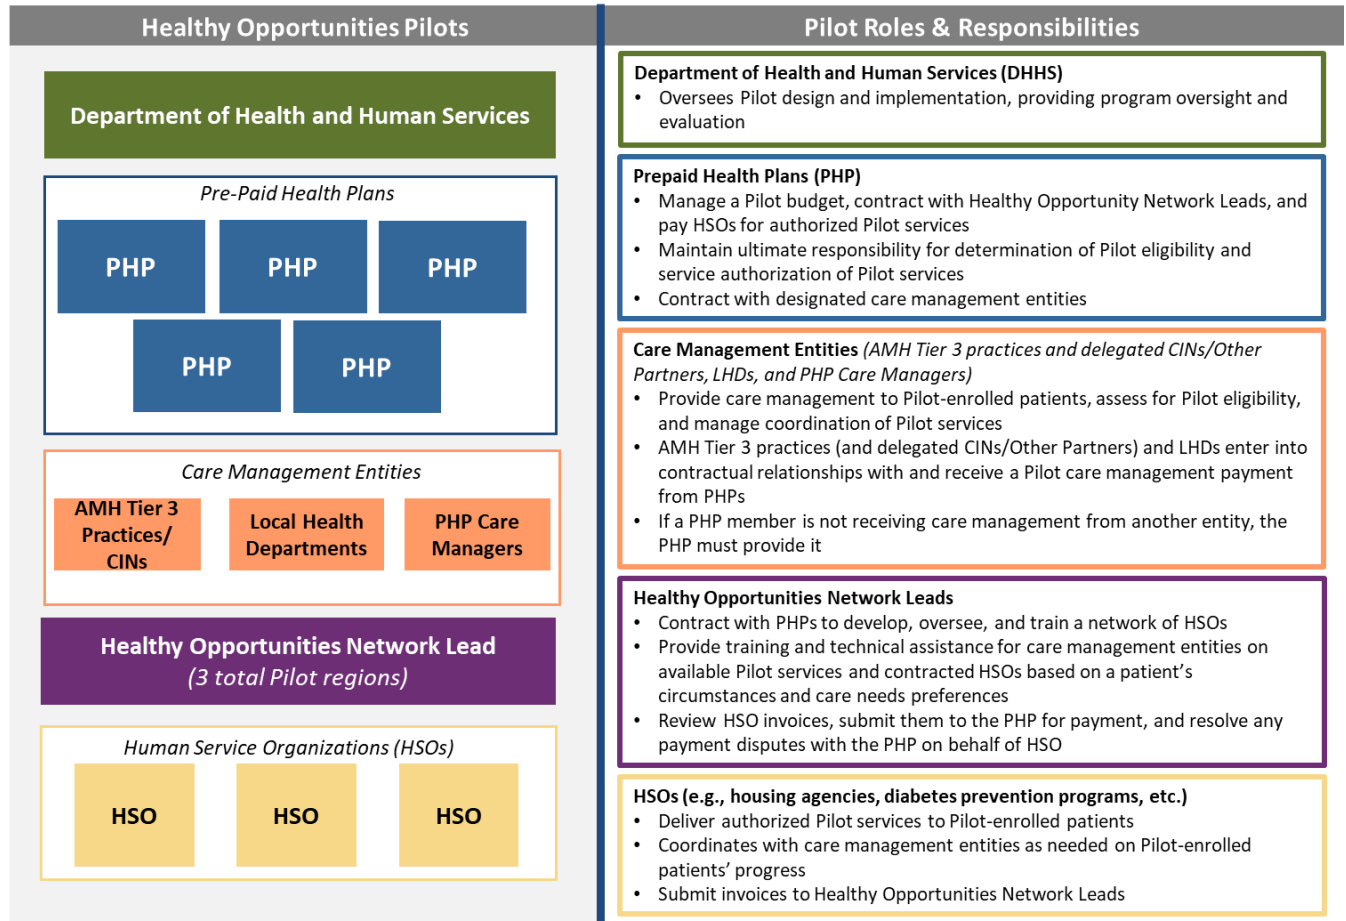 Healthy Opportunities Pilots
Department of Health and Human Services
Pre-Paid Health Plans
PHP
PHP
PHP
PHP
PHP
Care Management Entities
AMH Tier 3
Practices/
CINs
Local Health
Departments
PHP Care
Managers
Healthy Opportunities Network Lead
(3 total Pilot regions)
Human Service Organizations (HSOs)
HSO
HSO
HSO
Pilot Roles & Responsibilities
Department of Health and Human Services (DHHS)
• Oversees Pilot design and implementation, providing program oversight and
evaluation
Prepaid Health Plans (PHP)
• Manage a Pilot budget, contract with Healthy Opportunity Network Leads, and
pay HSOs for authorized Pilot services
• Maintain ultimate responsibility for determination of Pilot eligibility and
service authorization of Pilot services
• Contract with designated care management entities
Care Management Entities (AMH Tier 3 practices and delegated CINs/Other
Partners, LHDs, and PHP Care Managers)
• Provide care management to Pilot-enrolled patients, assess for Pilot eligibility,
and manage coordination of Pilot services
• AMH Tier 3 practices (and delegated CINs/Other Partners) and LHDs enter into
contractual relationships with and receive a Pilot care management payment
from PHPs
• If a PHP member is not receiving care management from another entity, the
PHP must provide it
Healthy Opportunities Network Leads
• Contract with PHPs to develop, oversee, and train a network of HSOs
• Provide training and technical assistance for care management entities on
available Pilot services and contracted HSOs based on a patient's
circumstances and care needs preferences
• Review HSO invoices, submit them to the PHP for payment, and resolve any
payment disputes with the PHP on behalf of HSO
HSOs (e.g., housing agencies, diabetes prevention programs, etc.)
• Deliver authorized Pilot services to Pilot-enrolled patients
• Coordinates with care management entities as needed on Pilot-enrolled
patients' progress
• Submit invoices to Healthy Opportunities Network Leads